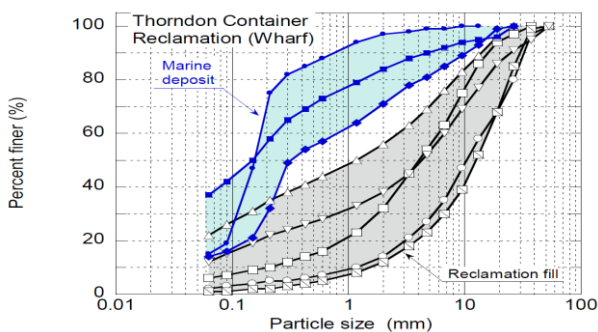 Thorndon Container
Reclamation (Wharf)
Marine
deposit
Reclamation fill
Percent finer (%)
100
80
60
40
20
0
0.01
0.1
1
10
100
Particle size (mm)